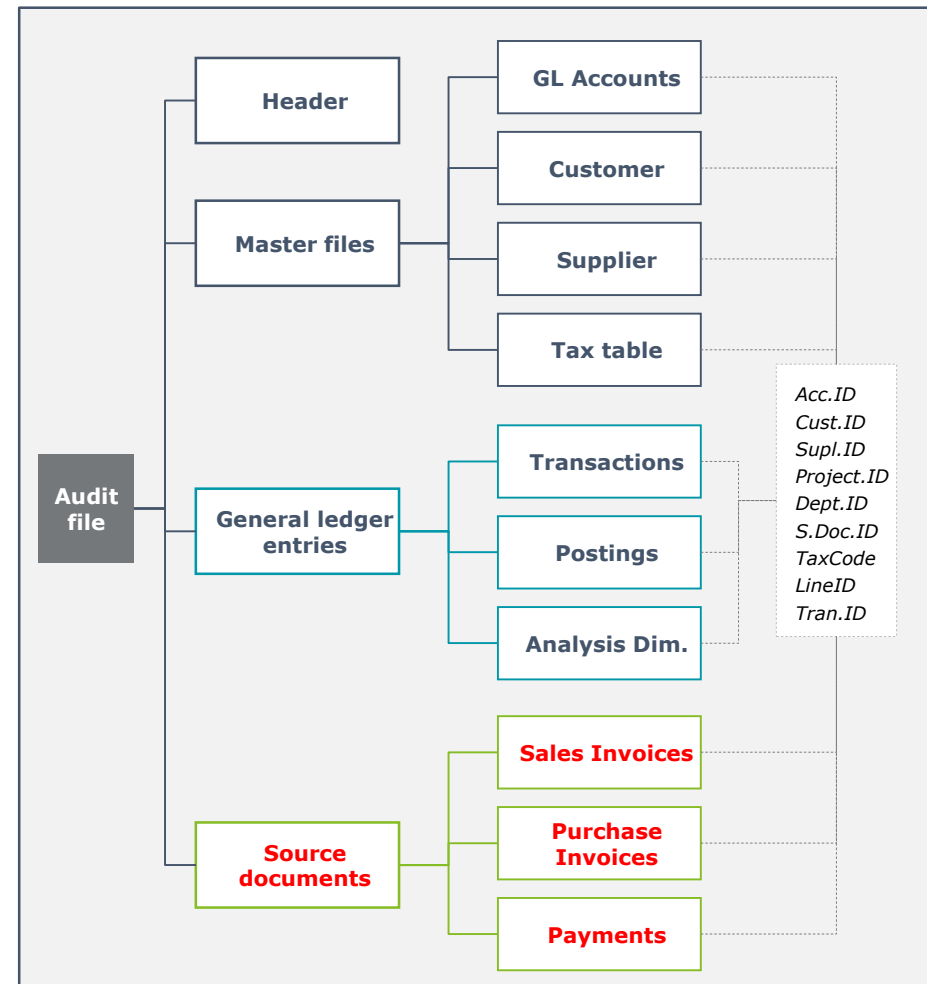 Audit
file
Header
Master files
General ledger
entries
Source
documents
GL Accounts
Customer
Supplier
Tax table
Transactions
Postings
Analysis Dim.
Sales Invoices
Purchase
Invoices
Payments
Acc.ID
Cust.ID
Supl.ID
Project.ID
Dept.ID
S.Doc.ID
TaxCode
LineID
Tran.ID